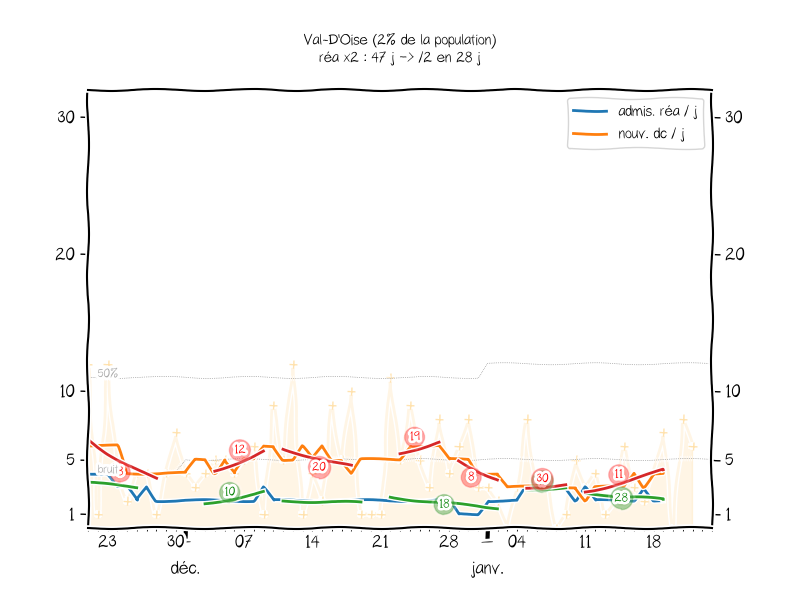 Val-D'Oise (2% de la population)
réa x2 : 47 j -> /2 en 28 j
admis. réa / j
nouv. dc / j
30 30
20 20
10 10
5 5
1 1
50%
bruit
3
12
20
10
19
8
18
30
11
28
23 30 07 14 21 28 04 11 18
déc. janv.